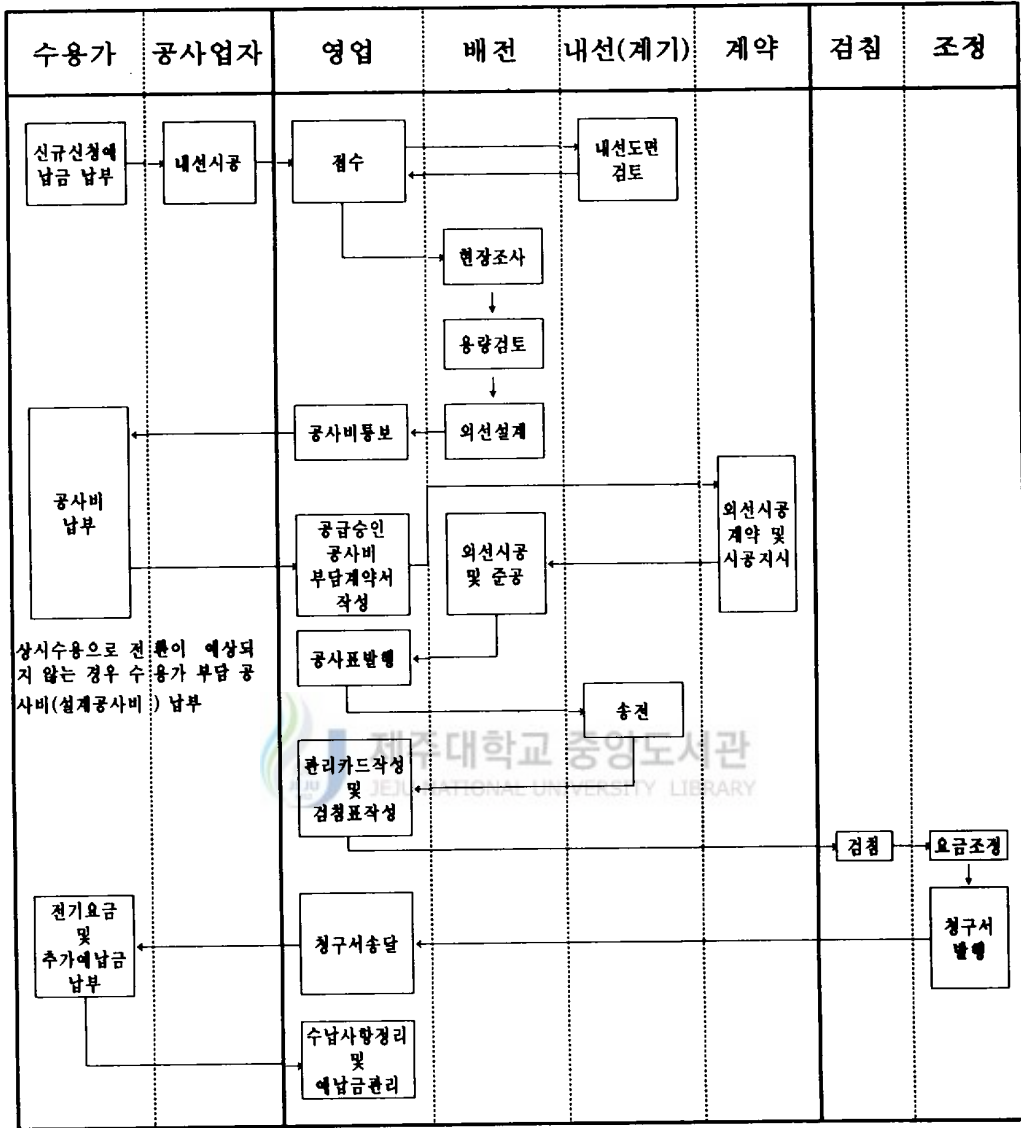 수용가 공사업자 영업 배전 내선(계기) 계약 검침 조정
신규신청예
납금 납부
내선시공
접수
내선도면
검토
현장조사
용량검토
공사비통보
외선설계
공사비
납부
공급승인
공사비
부담계약서
작성
외선시공
및 준공
외선시공
계약 및
시공지시
상시수용으로 전환이 예상되
지 않는 경우 수용가 부담 공
사비(설계공사비) 납부
공사표발행
송전
제주대학교 중앙도서관
JEJU NATIONAL UNIVERSITY LIBRARY
관리카드작성
및
검침표작성
검침
요금조정
전기요금
및
추가예납금
납부
청구서송달
청구서
발행
수납사항정리
및
예납금관리